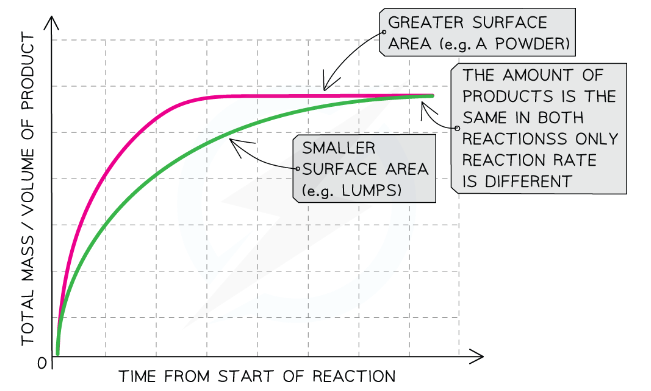 GREATER SURFACE
AREA (e.g. A POWDER)
THE AMOUNT OF
PRODUCTS IS THE
SAME IN BOTH
REACTIONSS ONLY
REACTION RATE
IS DIFFERENT
SMALLER
SURFACE AREA
(e.g. LUMPS)
TOTAL MASS / VOLUME OF PRODUCT
0
TIME FROM START OF REACTION